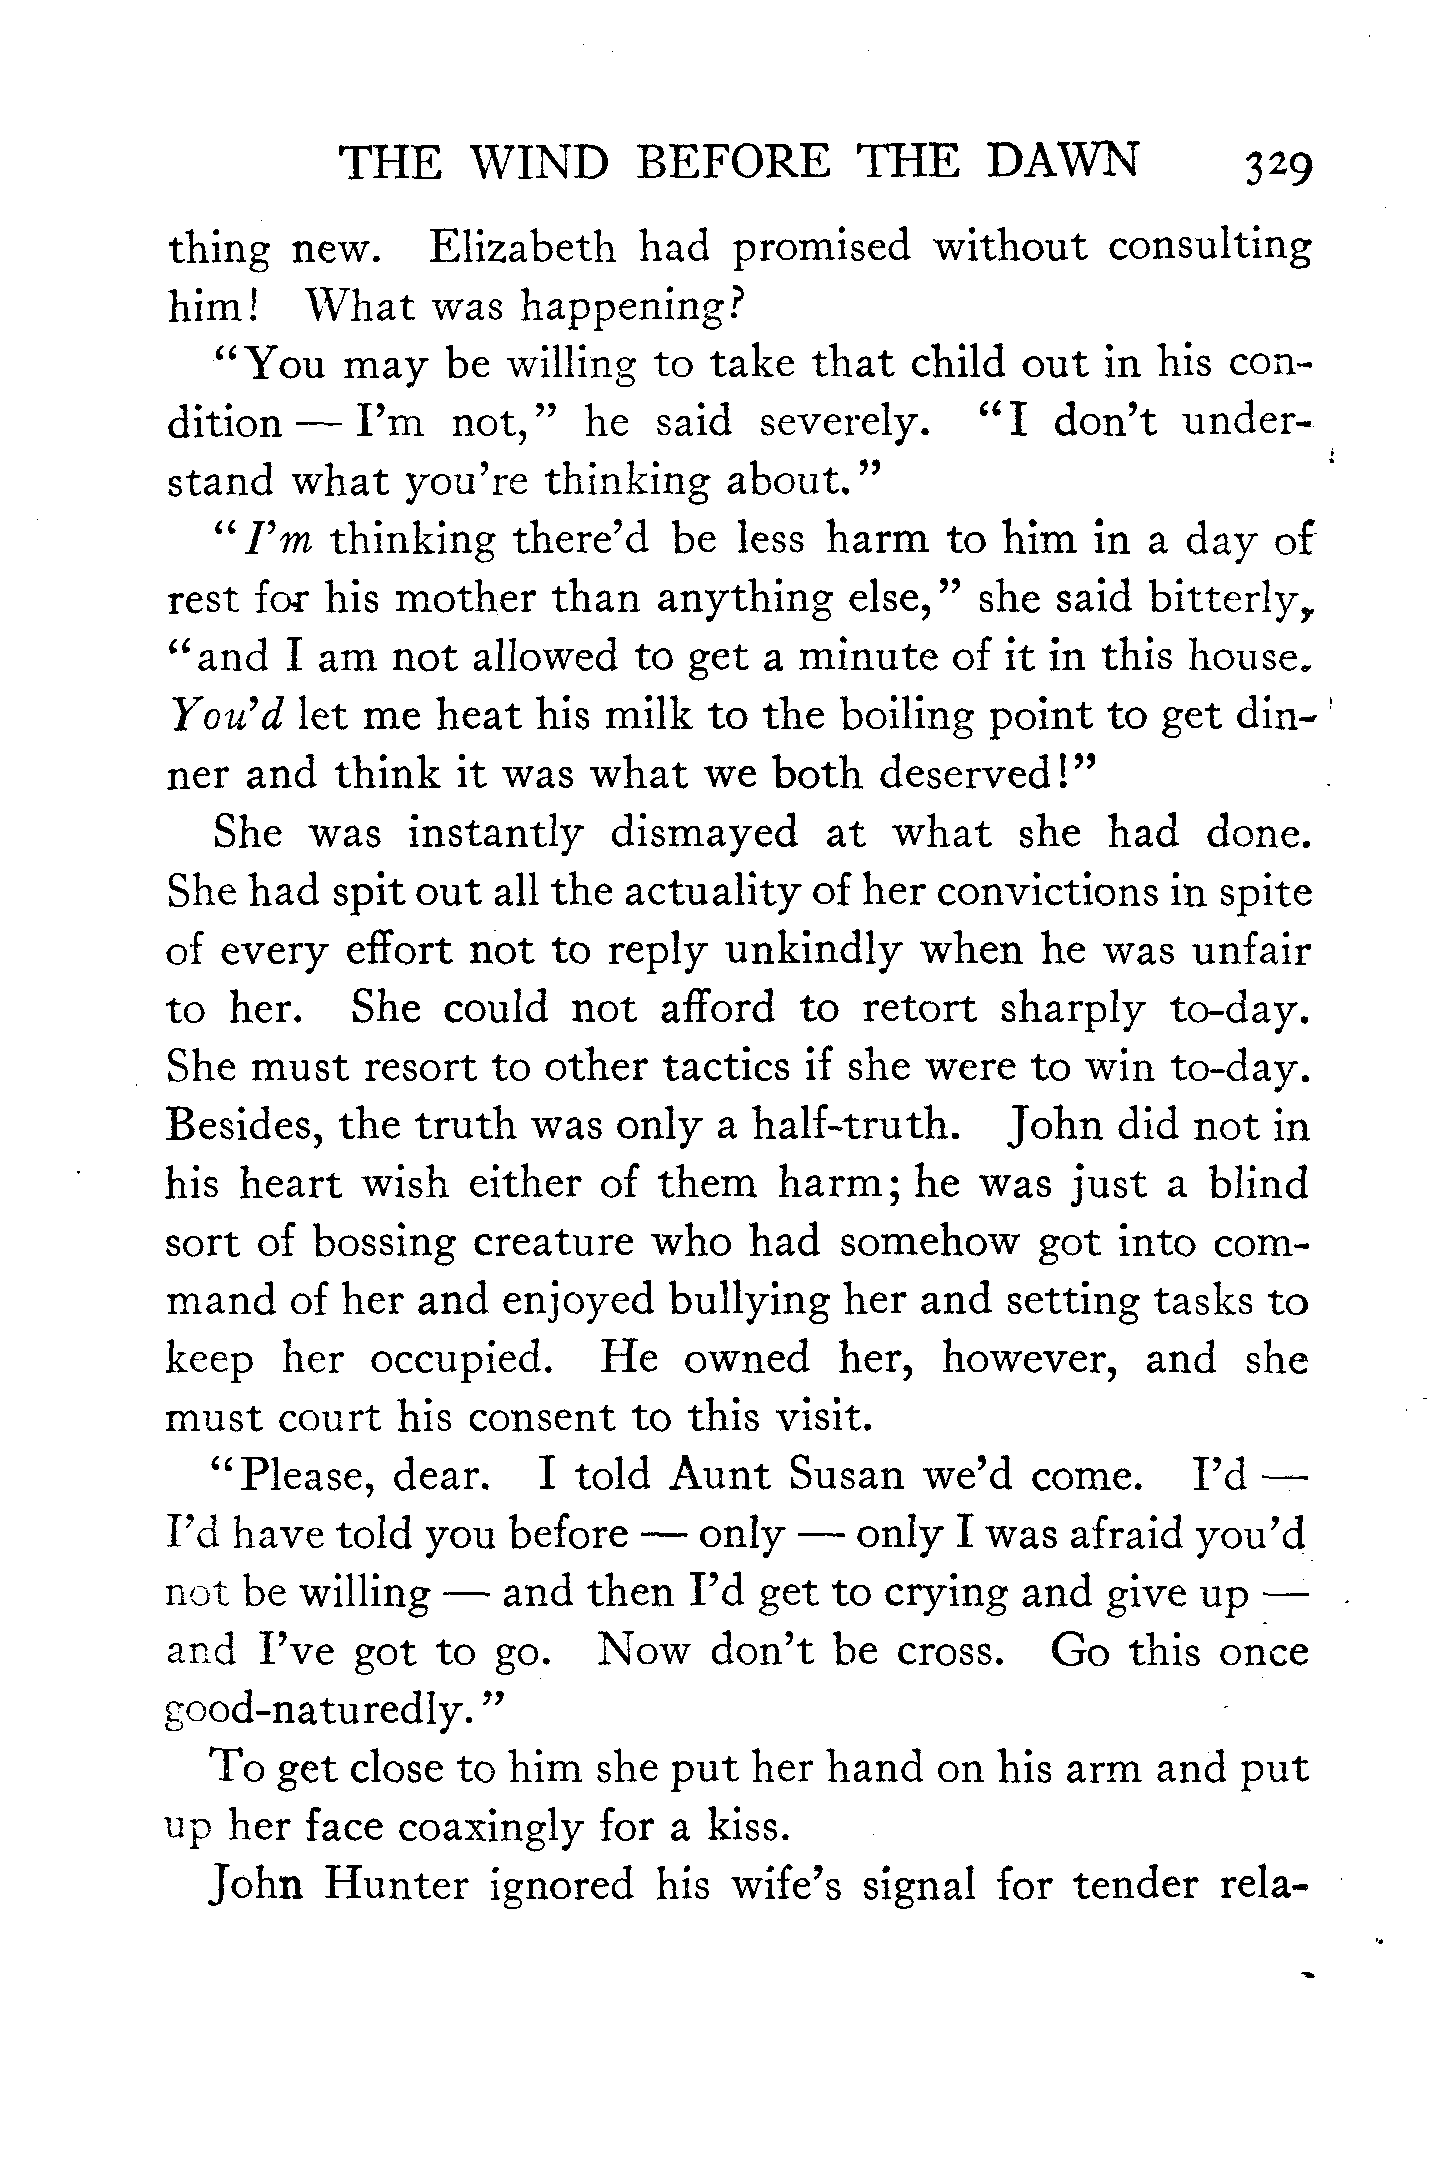 THE WIND BEFORE THE DAWN 329
thing new. Elizabeth had promised without consulting
him! What was happening?
“You may be willing to take that child out in his con-
dition — I’m not,” he said severely. “I don’t under-
stand what you’re thinking about.”
“I’m thinking there’d be less harm to him in a day of
rest for his mother than anything else,” she said bitterly,
“and I am not allowed to get a minute of it in this house.
You’d let me heat his milk to the boiling point to get din-
ner and think it was what we both deserved!”
She was instantly dismayed at what she had done.
She had spit out all the actuality of her convictions in spite
of every effort not to reply unkindly when he was unfair
to her. She could not afford to retort sharply to-day.
She must resort to other tactics if she were to win to-day.
Besides, the truth was only a half-truth. John did not in
his heart wish either of them harm; he was just a blind
sort of bossing creature who had somehow got into com-
mand of her and enjoyed bullying her and setting tasks to
keep her occupied. He owned her, however, and she
must court his consent to this visit.
“Please, dear. I told Aunt Susan we’d come. I’d —
I’d have told you before — only — only I was afraid you’d
not be willing — and then I’d get to crying and give up —
and I’ve got to go. Now don’t be cross. Go this once
good-naturedly.”
To get close to him she put her hand on his arm and put
up her face coaxingly for a kiss.
John Hunter ignored his wife’s signal for tender rela-